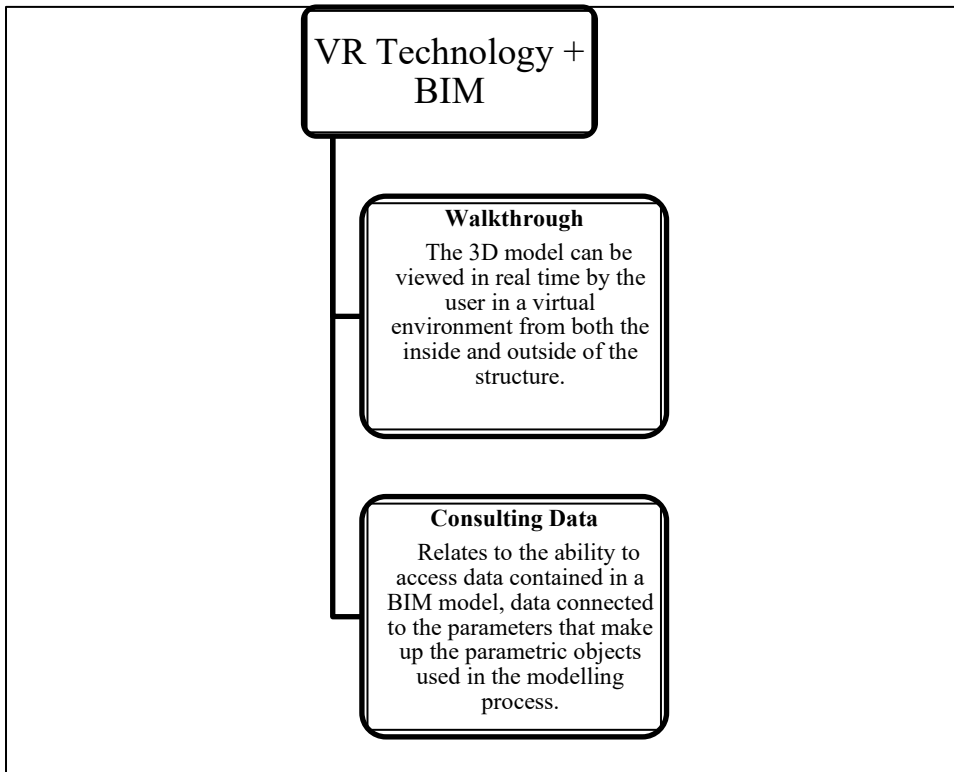 VR Technology +
BIM
Walkthrough
The 3D model can be
viewed in real time by the
user in a virtual
environment from both the
inside and outside of the
structure.
Consulting Data
Relates to the ability to
access data contained in a
BIM model, data connected
to the parameters that make
up the parametric objects
used in the modelling
process.